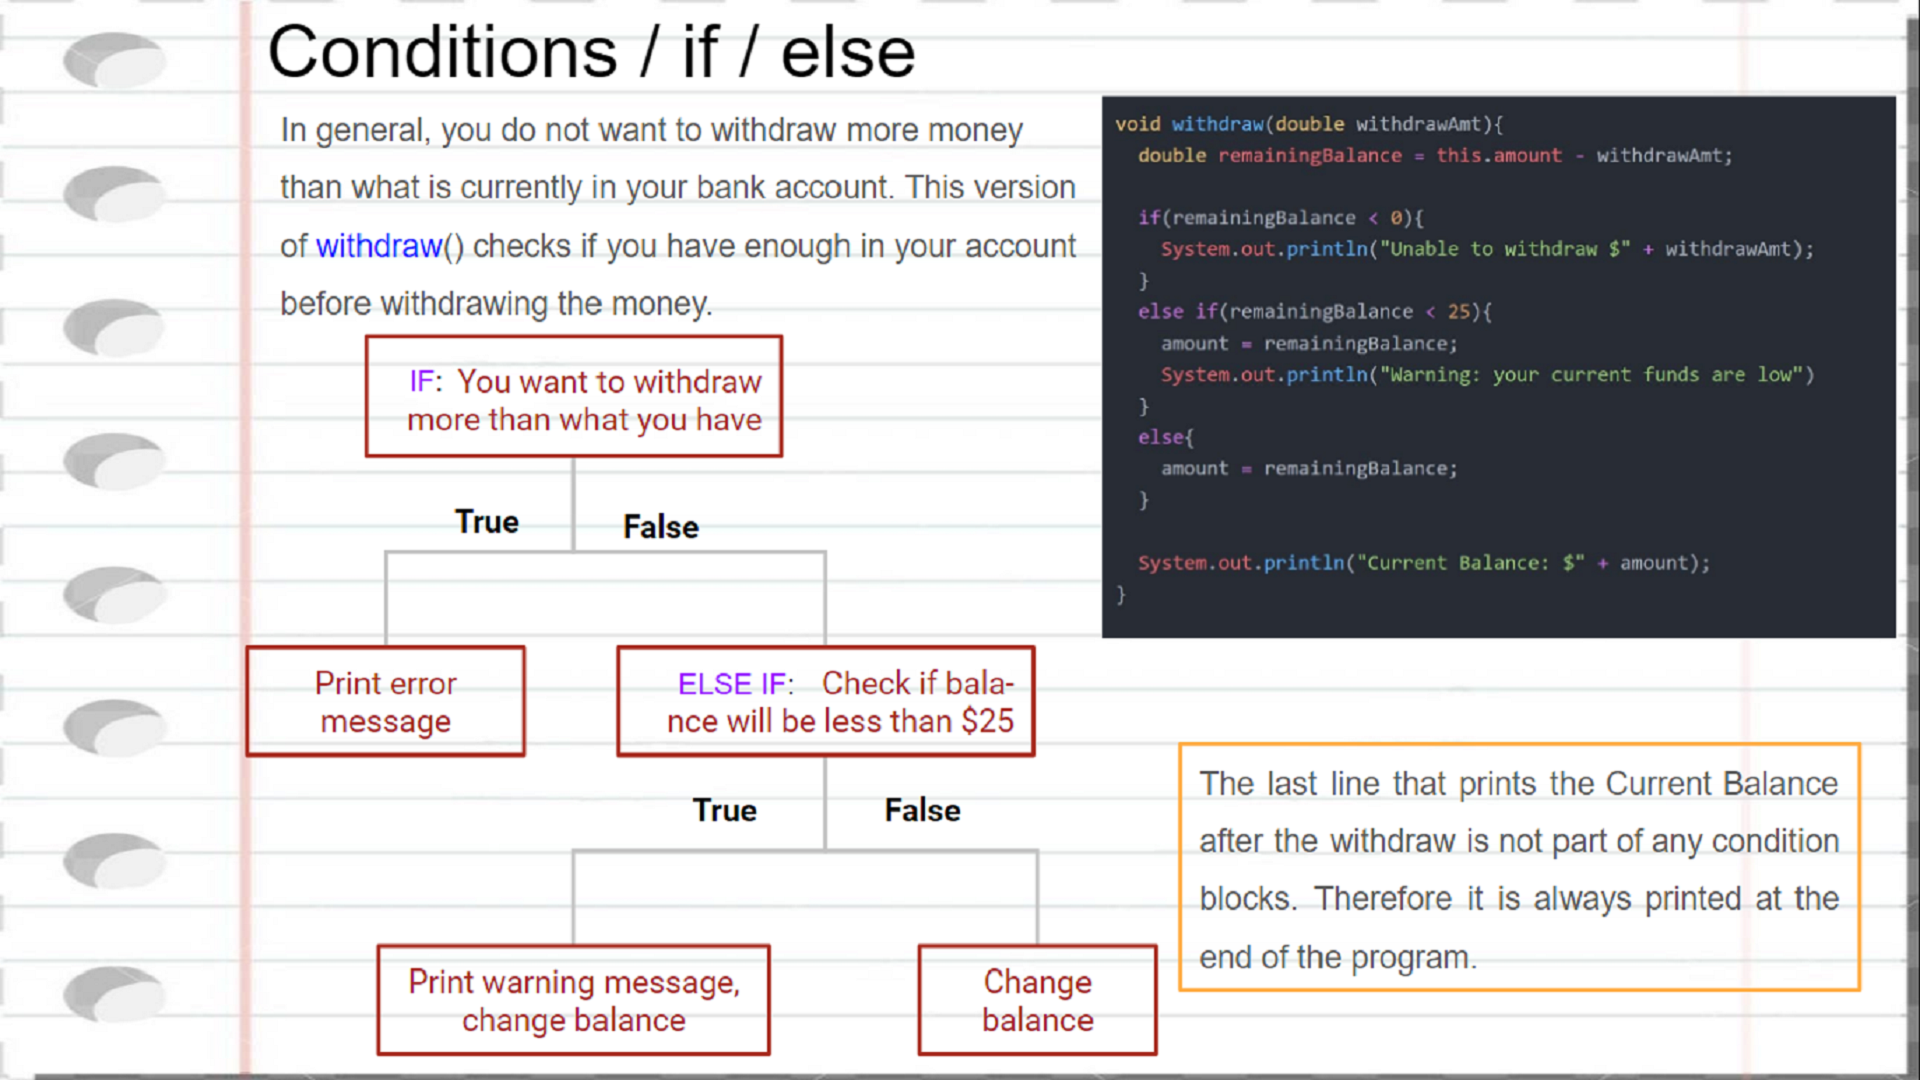 Conditions / if / else
In general, you do not want to withdraw more money
than what is currently in your bank account. This version
of withdraw() checks if you have enough in your account
before withdrawing the money.
void withdraw(double withdrawAmt){
double remainingBalance = this.amount - withdrawAmt;
if(remainingBalance < 0){
System.out.println("Unable to withdraw $" + withdrawAmt);
}
else if(remainingBalance < 25){
amount = remainingBalance;
System.out.println("Warning: your current funds are low")
}
else{
amount = remainingBalance;
}
System.out.println("Current Balance: $" + amount);
}
IF: You want to withdraw
more than what you have
True
False
Print error
message
ELSE IF: Check if bala-
nce will be less than $25
True
False
Print warning message,
change balance
Change
balance
The last line that prints the Current Balance
after the withdraw is not part of any condition
blocks. Therefore it is always printed at the
end of the program.